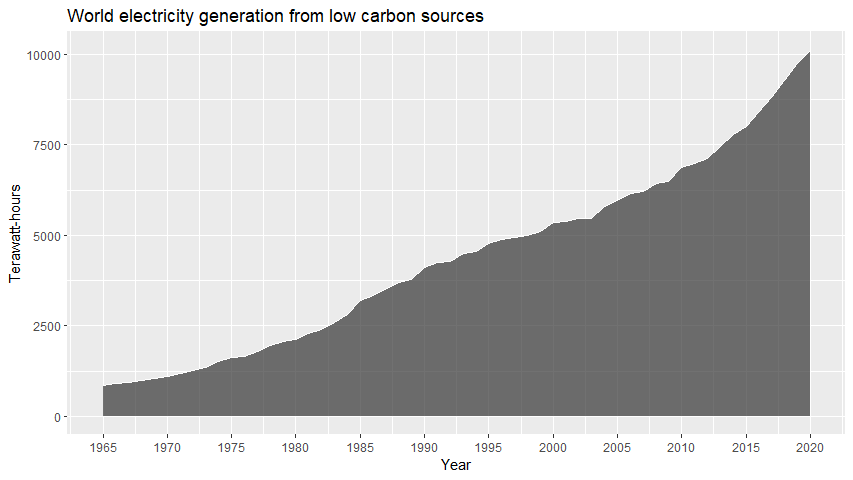 World electricity generation from low carbon sources
10000
7500
5000
2500
0
Terawatt-hours
1965 1970 1975 1980 1985 1990 1995 2000 2005 2010 2015 2020
Year